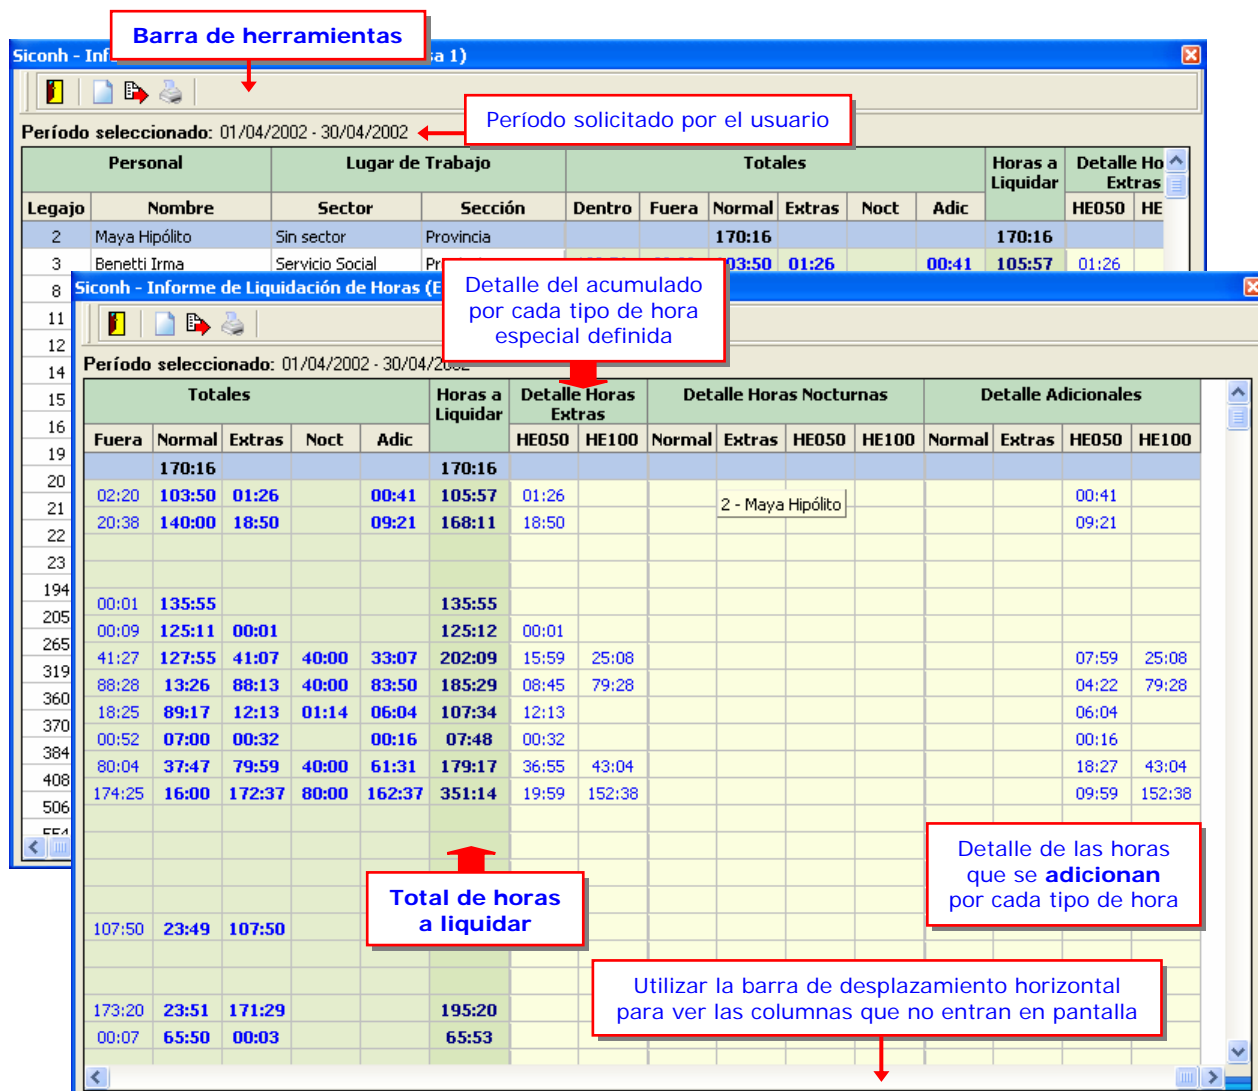 Barra de herramientas
Siconh - Inf
sa 1)
Período solicitado por el usuario
Período seleccionado: 01/04/2002 - 30/04/2002
Personal Lugar de Trabajo Totales Horas a Liquidar Detalle Ho Extras
Legajo Nombre Sector Sección Dentro Fuera Normal Extras Noct Adic HE050 HE
2 Maya Hipólito Sin sector Provincia 170:16 170:16
3 Benetti Irma Servicio Social Pr 03:50 01:26 00:41 105:57 01:26
8
11
12
14
15
16
19
20
21
22
23
194
205
265
319
360
370
384
408
506
554
Siconh - Informe de Liquidación de Horas (E
Detalle del acumulado
por cada tipo de hora
especial definida
Período seleccionado: 01/04/2002 - 30/04/2002
Totales Horas a Liquidar Detalle Horas Extras Detalle Horas Nocturnas Detalle Adicionales
Fuera Normal Extras Noct Adic HE050 HE100 Normal Extras HE050 HE100 Normal Extras HE050 HE100
170:16 170:16
02:20 103:50 01:26 00:41 105:57 01:26 00:41
2 - Maya Hipólito
20:38 140:00 18:50 09:21 168:11 18:50 09:21
00:01 135:55 135:55
00:09 125:11 00:01 125:12 00:01
41:27 127:55 41:07 40:00 33:07 202:09 15:59 25:08 07:59 25:08
88:28 13:26 88:13 40:00 83:50 185:29 08:45 79:28 04:22 79:28
18:25 89:17 12:13 01:14 06:04 107:34 12:13 06:04
00:52 07:00 00:32 00:16 07:48 00:32 00:16
80:04 37:47 79:59 40:00 61:31 179:17 36:55 43:04 18:27 43:04
174:25 16:00 172:37 80:00 162:37 351:14 19:59 152:38 09:59 152:38
Detalle de las horas
que se adicionan
por cada tipo de hora
Total de horas
a liquidar
107:50 23:49 107:50
Utilizar la barra de desplazamiento horizontal
para ver las columnas que no entran en pantalla
173:20 23:51 171:29 195:20
00:07 65:50 00:03 65:53